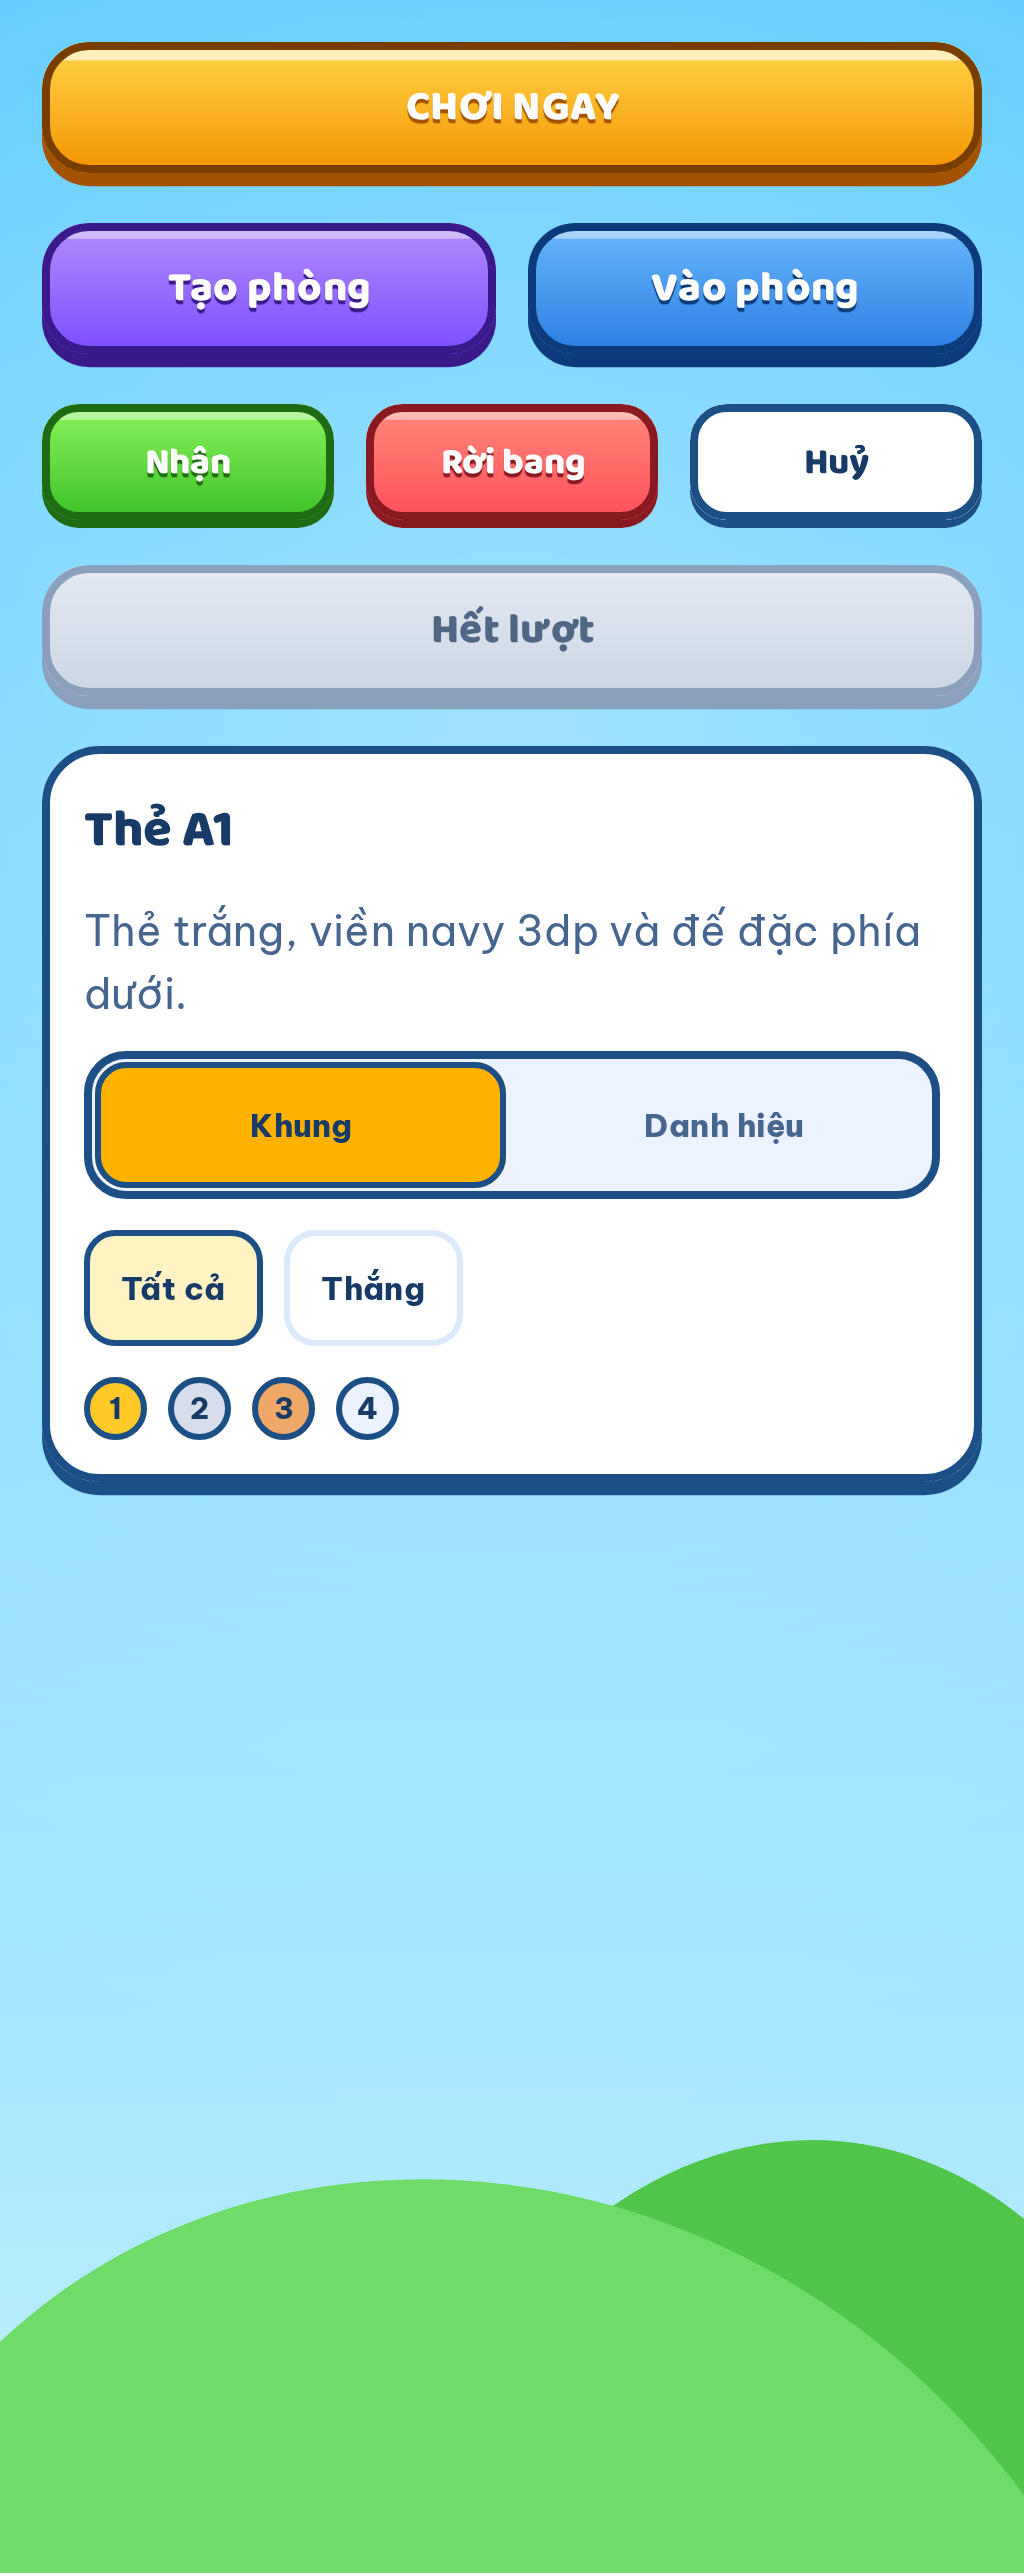 CHƠI NGAY
Tạo phòng
Vào phòng
Nhận
Rời bang
Huỷ
Hết lượt
Thẻ A1
Thẻ trắng, viền navy 3dp và đế đặc phía
dưới.
Khung
Danh hiệu
Tất cả
Thắng
1
2
3
4